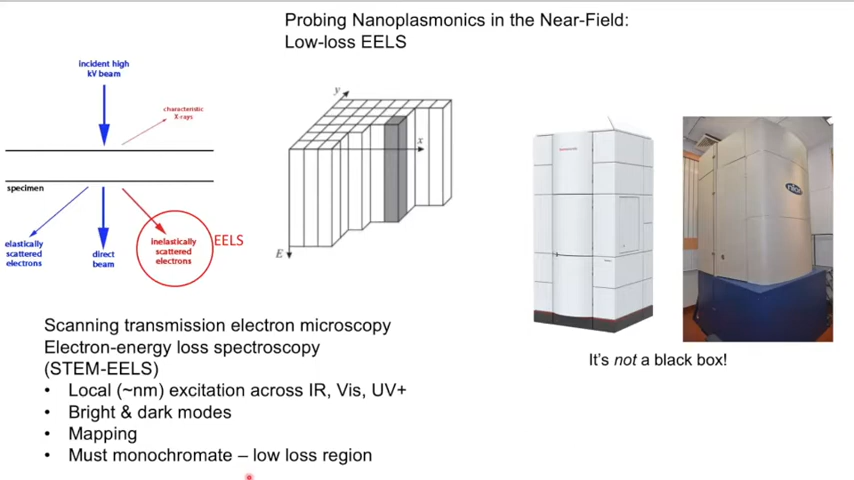 Probing Nanoplasmonics in the Near-Field:
Low-loss EELS
incident high
kV beam
characteristic
X-rays
specimen
elastically
scattered
electrons
direct
beam
inelastically
scattered
electrons
EELS
y
x
E
It's not a black box!
Scanning transmission electron microscopy
Electron-energy loss spectroscopy
(STEM-EELS)
• Local (~nm) excitation across IR, Vis, UV+
• Bright & dark modes
• Mapping
• Must monochromate – low loss region